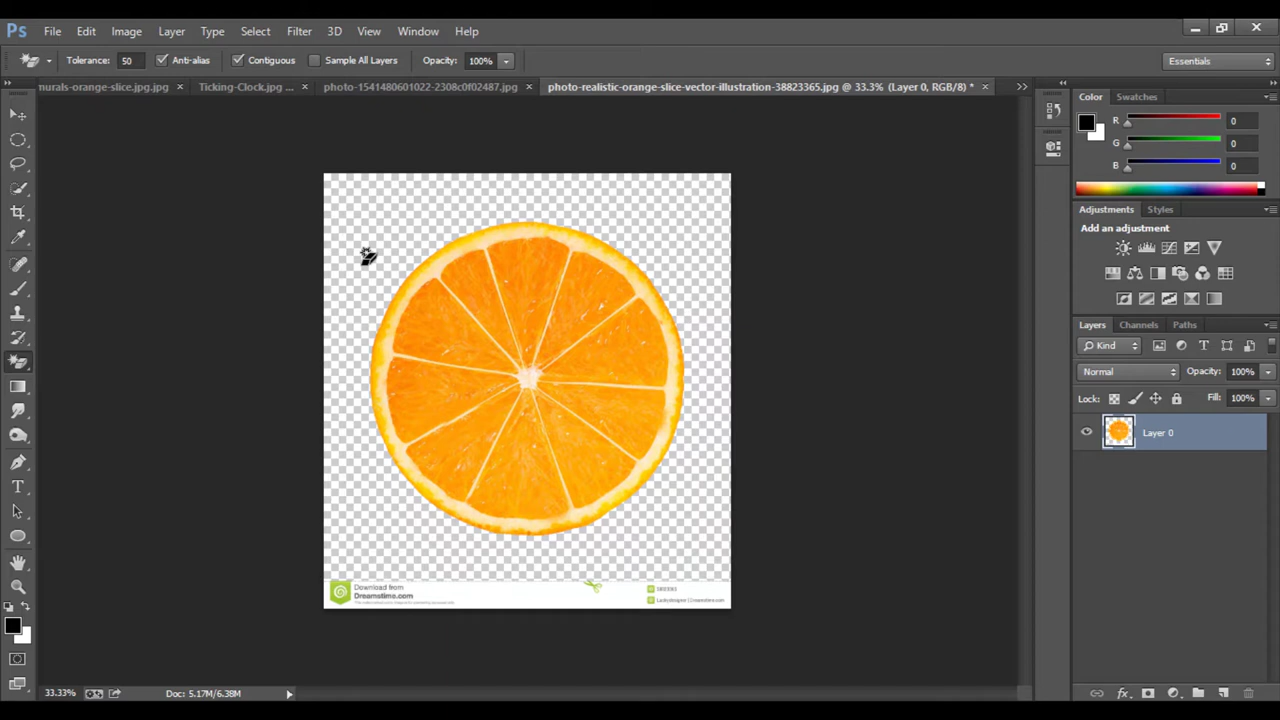 Ps File Edit Image Layer Type Select Filter 3D View Window Help
Tolerance: 50 Anti-alias Contiguous Sample All Layers Opacity: 100% Essentials
murals-orange-slice.jpg.jpg × Ticking-Clock.jpg ... × photo-1541480601022-2308c0f02487.jpg × photo-realistic-orange-slice-vector-illustration-38823365.jpg @ 33.3% (Layer 0, RGB/8) * ×
Color Swatches
R 0
G 0
B 0
Adjustments Styles
Add an adjustment
Layers Channels Paths
Kind
Normal Opacity: 100%
Lock: Fill: 100%
Layer 0
Download from
Dreamstime.com
33.33% Doc: 5.17M/6.38M